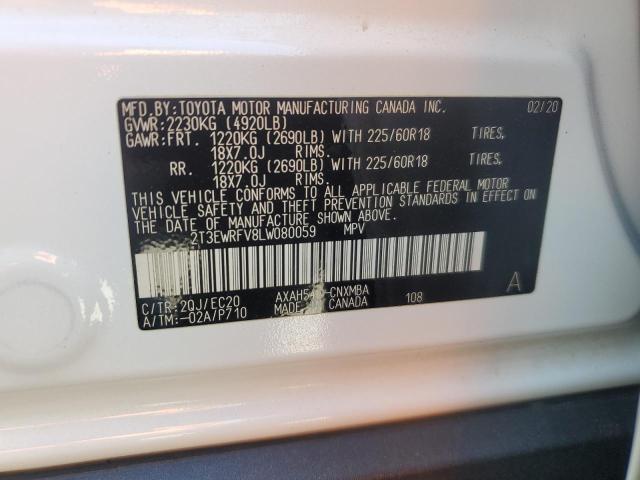 MFD.BY:TOYOTA MOTOR MANUFACTURING CANADA INC. 02/20
GVWR:2230KG (4920LB)
GAWR:FRT. 1220KG (2690LB) WITH 225/60R18 TIRES,
18X7.0J RIMS.
RR. 1220KG (2690LB) WITH 225/60R18 TIRES,
18X7.0J RIMS.
THIS VEHICLE CONFORMS TO ALL APPLICABLE FEDERAL MOTOR
VEHICLE SAFETY AND THEFT PREVENTION STANDARDS IN EFFECT ON
THE DATE OF MANUFACTURE SHOWN ABOVE.
2T3EWRFV8LW080059 MPV
C/TR:2QJ/EC20 CNXMBA 108 A
A/TM:-02A/P710 MADE CANADA